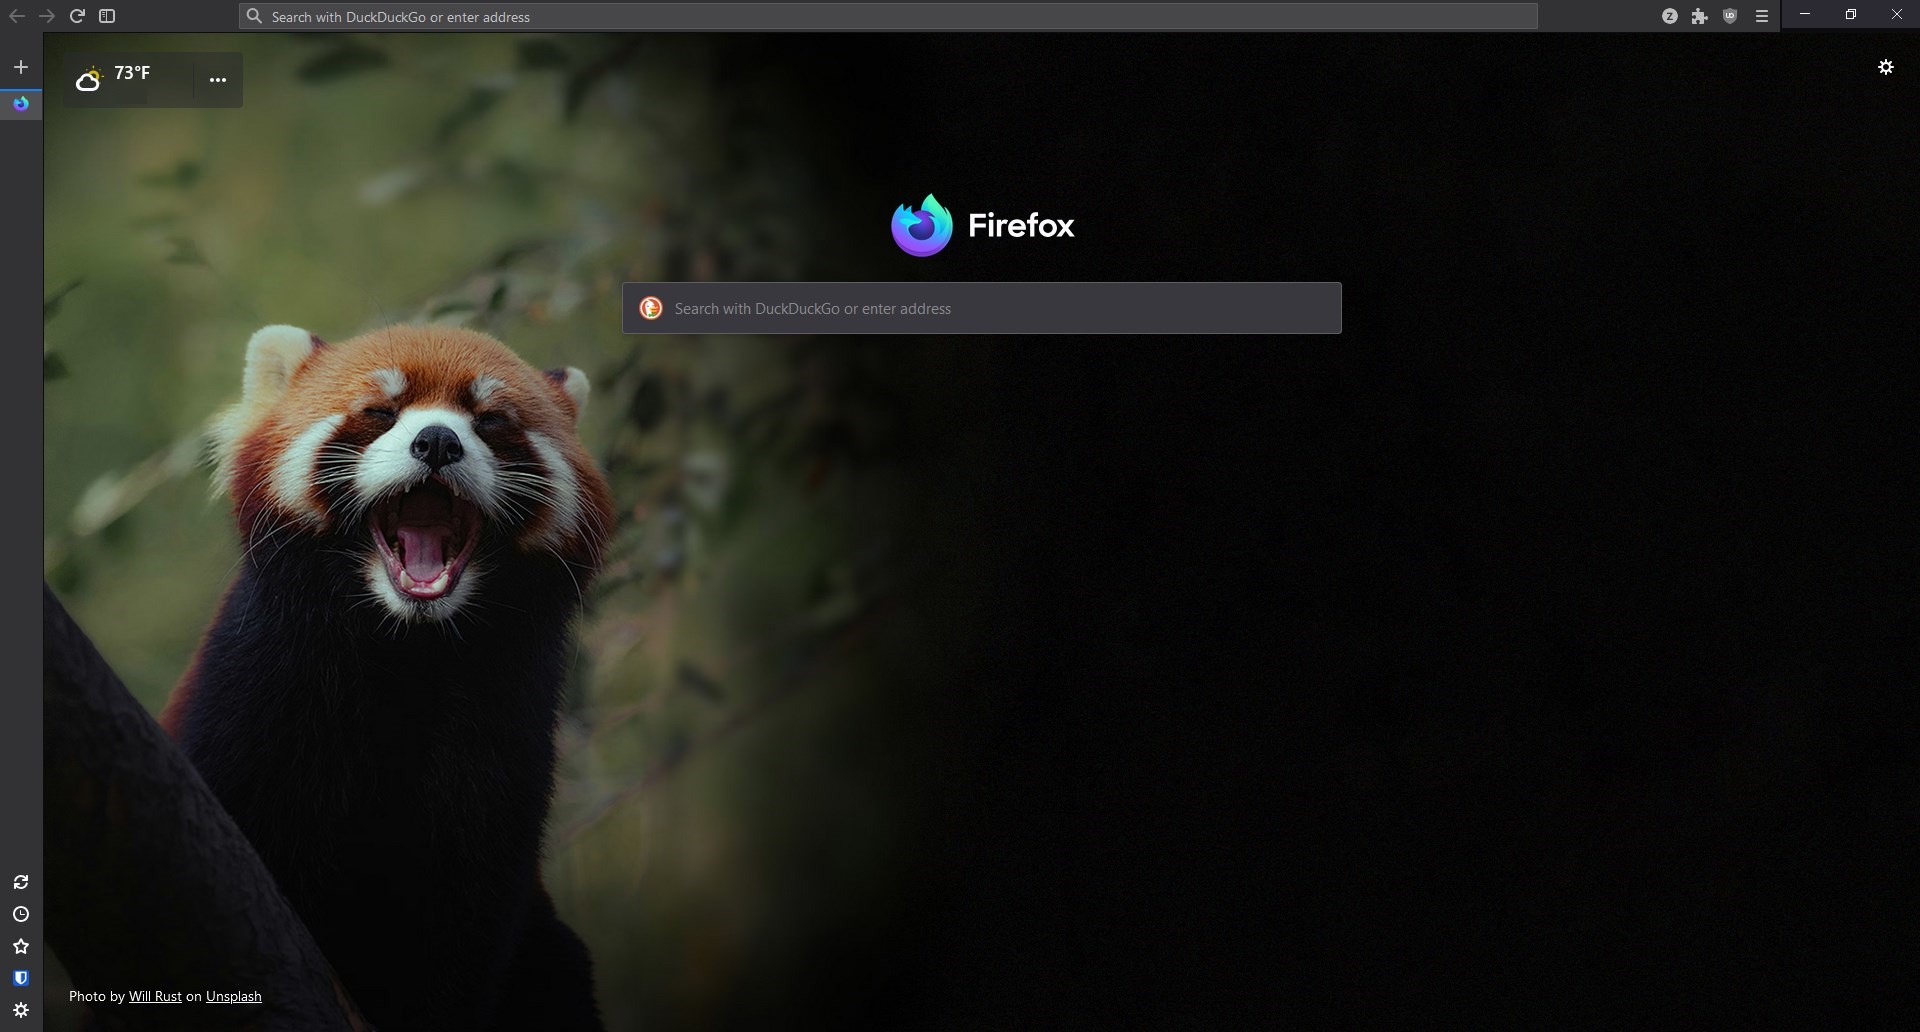 Search with DuckDuckGo or enter address
Z
UD
73°F
Firefox
Search with DuckDuckGo or enter address
Photo by Will Rust on Unsplash